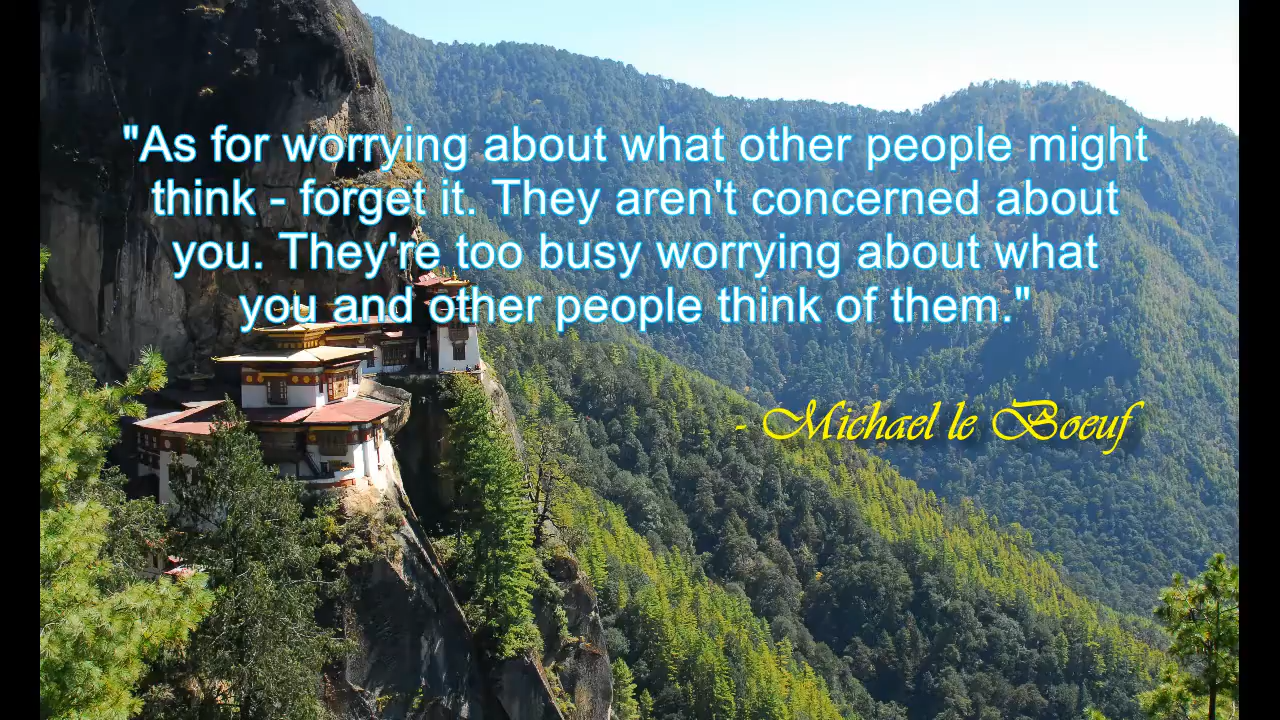 "As for worrying about what other people might
think - forget it. They aren't concerned about
you. They're too busy worrying about what
you and other people think of them."
- Michael le Boeuf